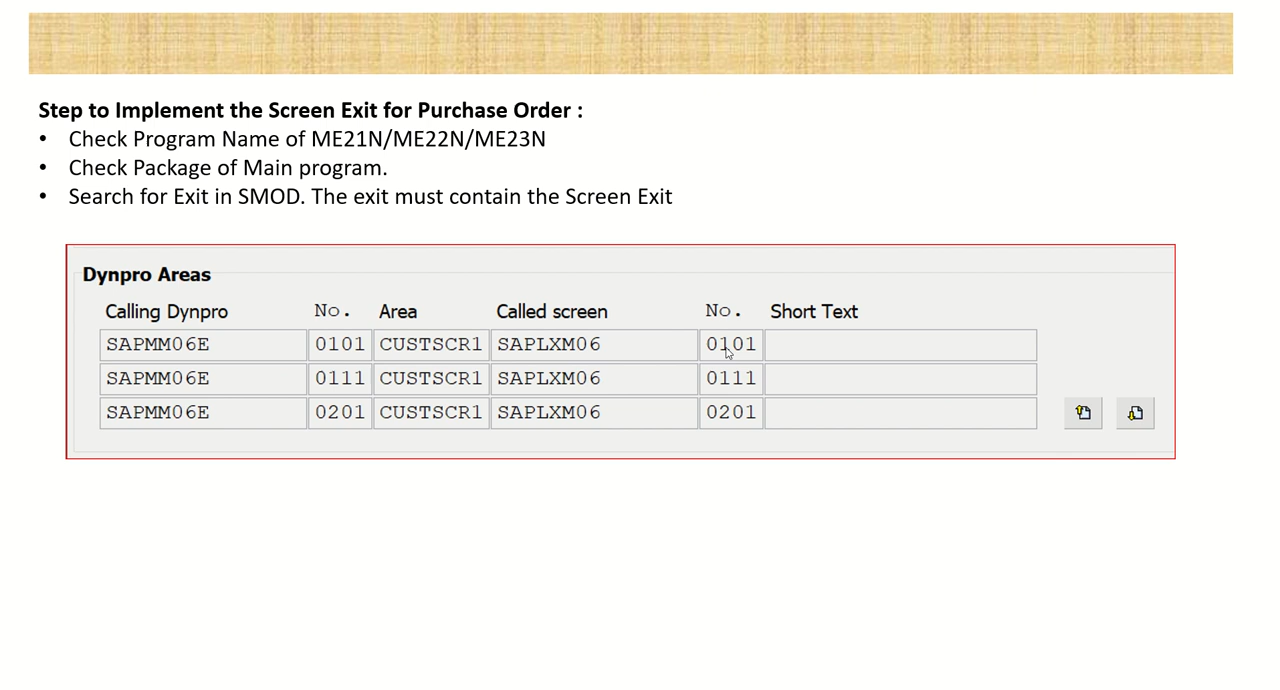 Step to Implement the Screen Exit for Purchase Order :
• Check Program Name of ME21N/ME22N/ME23N
• Check Package of Main program.
• Search for Exit in SMOD. The exit must contain the Screen Exit
Dynpro Areas
Calling Dynpro No. Area Called screen No. Short Text
SAPMM06E 0101 CUSTSCR1 SAPLXM06 0101
SAPMM06E 0111 CUSTSCR1 SAPLXM06 0111
SAPMM06E 0201 CUSTSCR1 SAPLXM06 0201